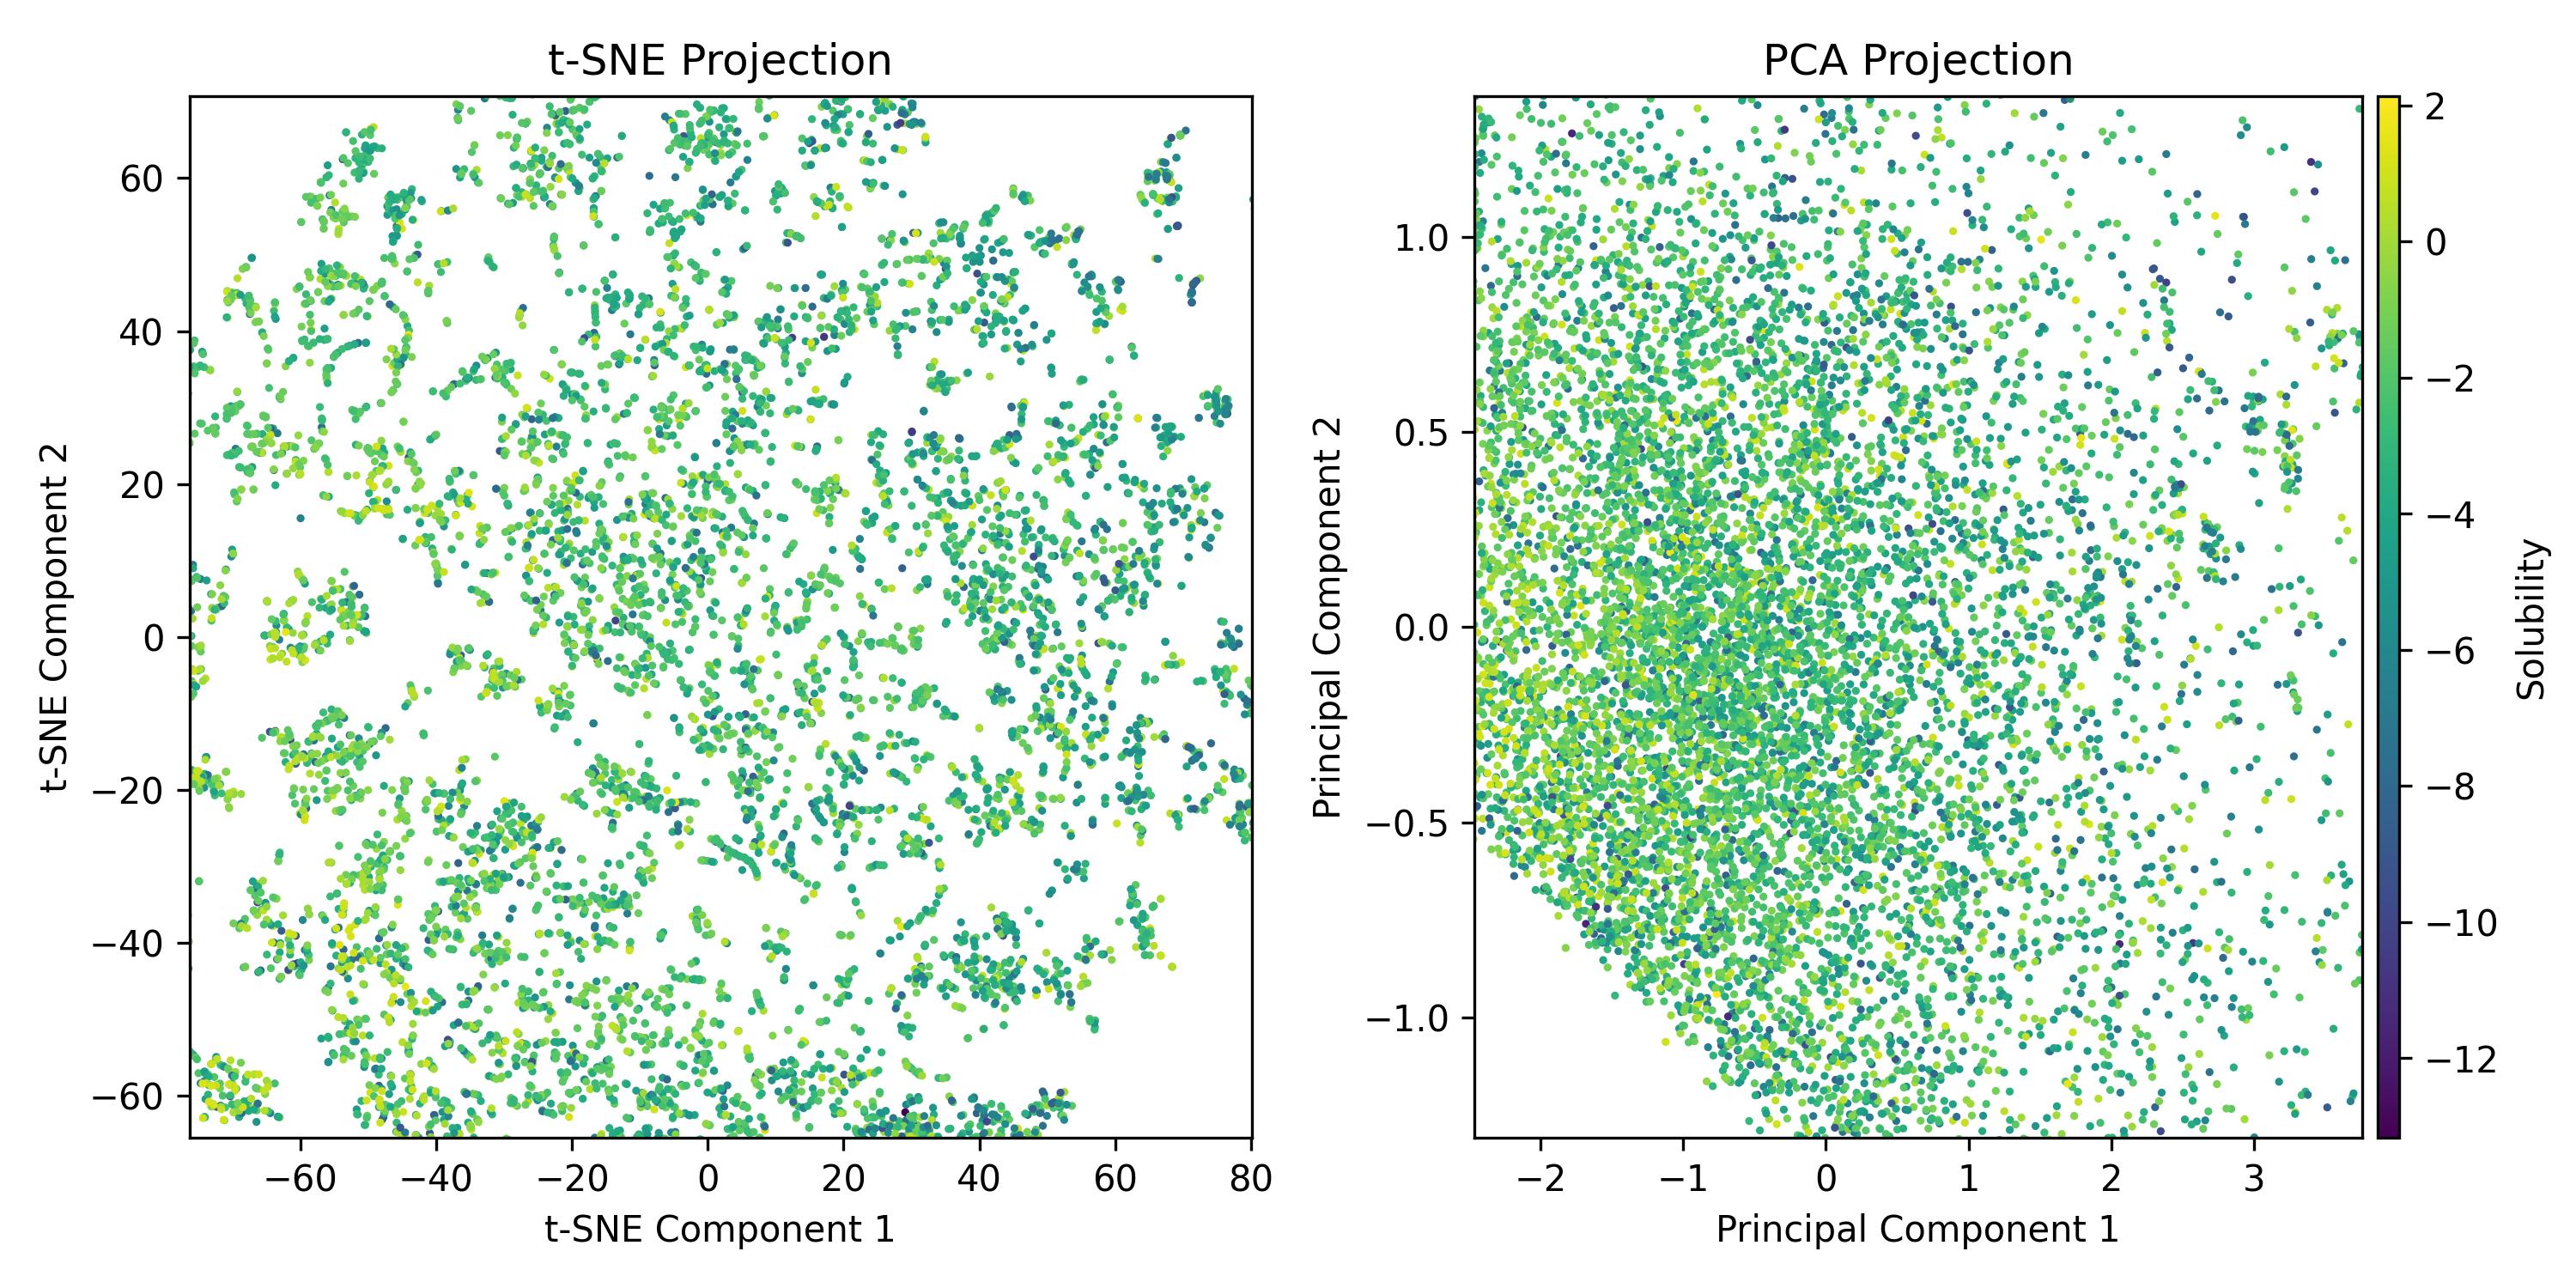 t-SNE Projection
60
40
20
0
−20
−40
−60
t-SNE Component 2
−60 −40 −20 0 20 40 60 80
t-SNE Component 1
PCA Projection
1.0
0.5
0.0
−0.5
−1.0
Principal Component 2
−2 −1 0 1 2 3
Principal Component 1
2
0
−2
−4
−6
−8
−10
−12
Solubility